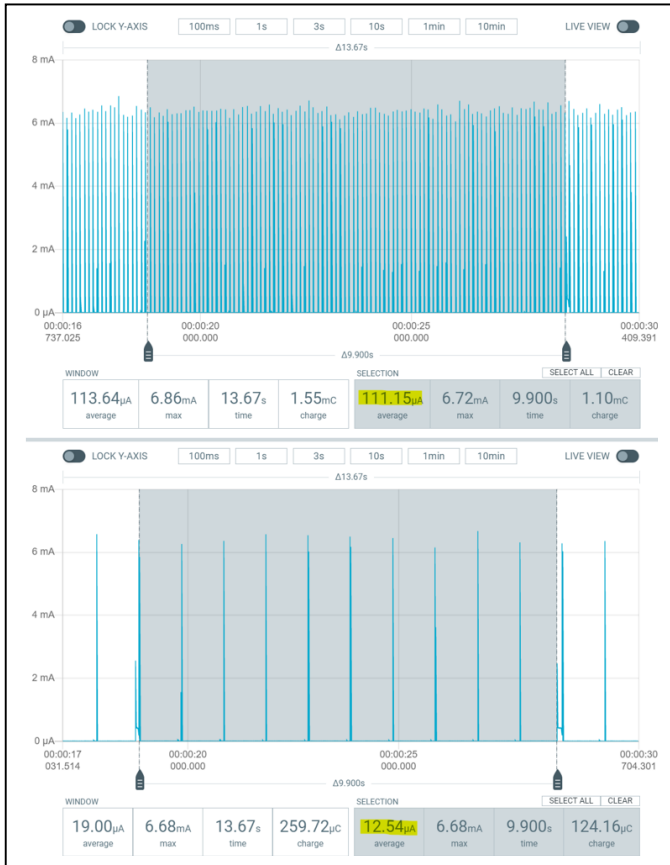 LOCK Y-AXIS 100ms 1s 3s 10s 1min 10min LIVE VIEW
Δ13.67s
8 mA
6 mA
4 mA
2 mA
0 µA
00:00:16 00:00:20 00:00:25 00:00:30
737.025 000.000 000.000 409.391
Δ9.900s
WINDOW SELECTION SELECT ALL CLEAR
113.64µA 6.86mA 13.67s 1.55mC 111.15µA 6.72mA 9.900s 1.10mC
average max time charge average max time charge
LOCK Y-AXIS 100ms 1s 3s 10s 1min 10min LIVE VIEW
Δ13.67s
8 mA
6 mA
4 mA
2 mA
0 µA
00:00:17 00:00:20 00:00:25 00:00:30
031.514 000.000 000.000 704.301
Δ9.900s
WINDOW SELECTION SELECT ALL CLEAR
19.00µA 6.68mA 13.67s 259.72µC 12.54µA 6.68mA 9.900s 124.16µC
average max time charge average max time charge